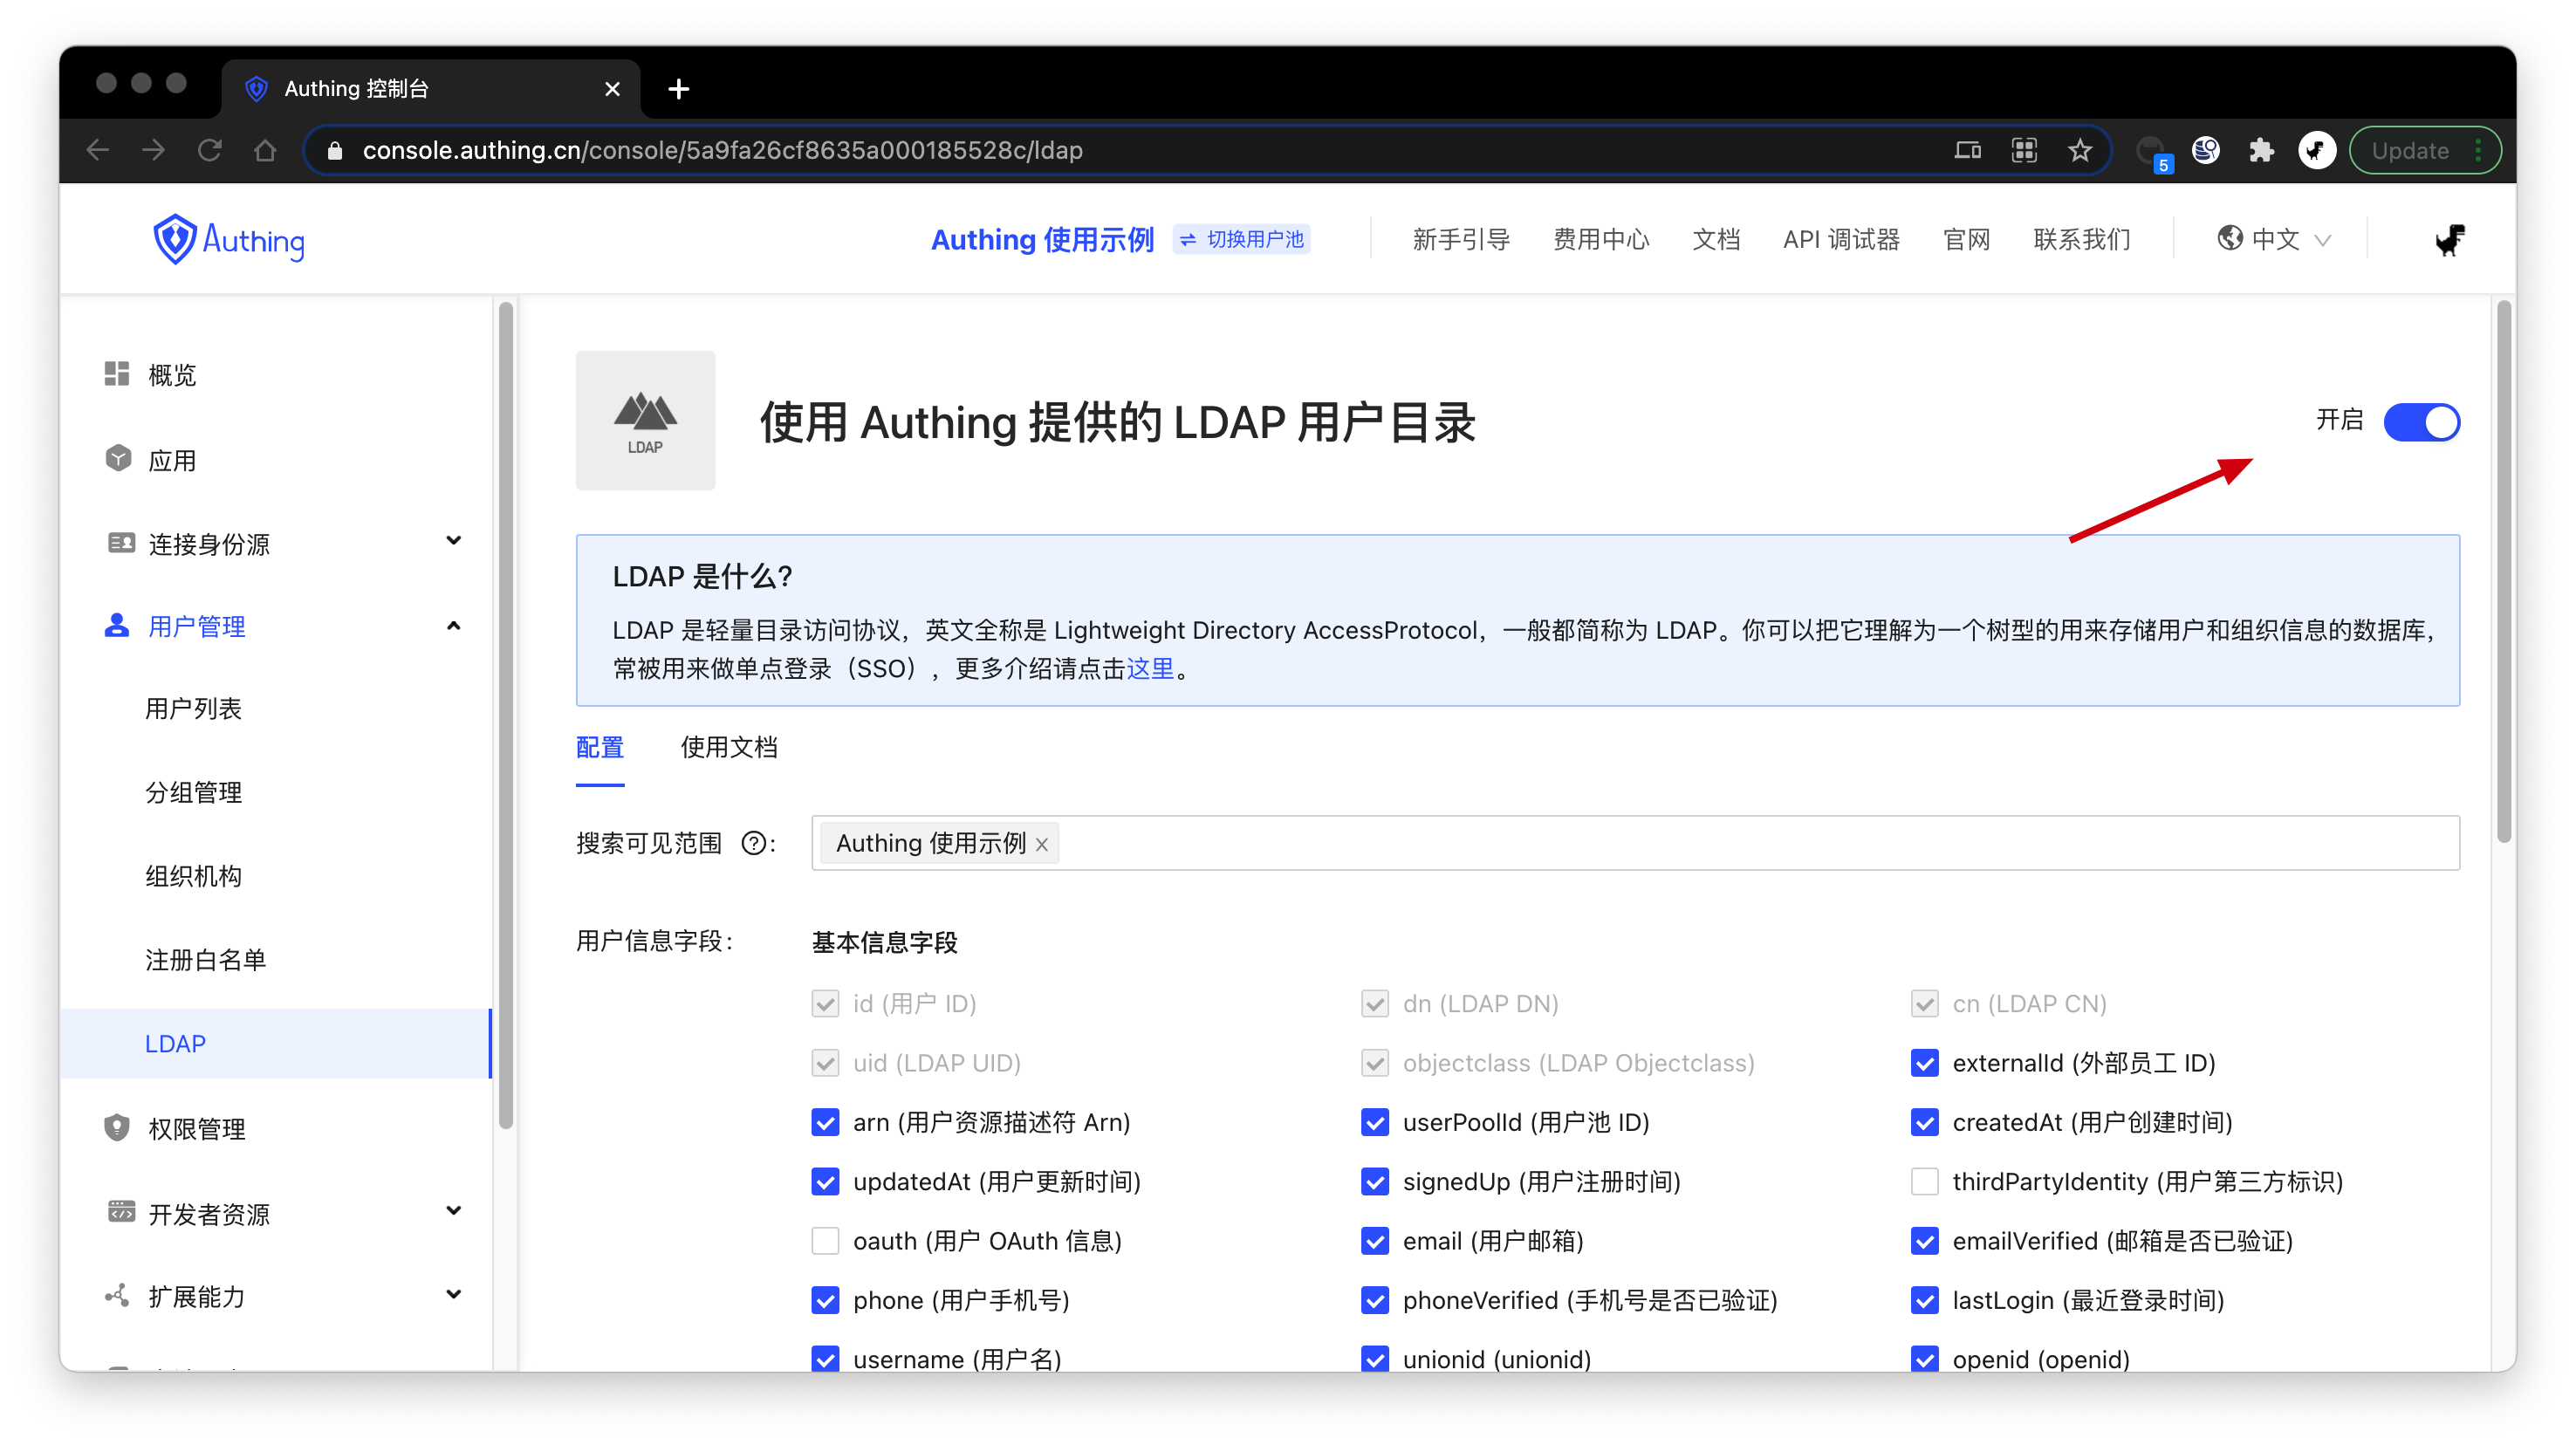 Authing 控制台
console.authing.cn/console/5a9fa26cf8635a000185528c/ldap
5
Update
Authing
Authing 使用示例
切换用户池
新手引导
费用中心
文档
API 调试器
官网
联系我们
中文
概览
应用
连接身份源
用户管理
用户列表
分组管理
组织机构
注册白名单
LDAP
权限管理
开发者资源
扩展能力
LDAP
使用 Authing 提供的 LDAP 用户目录
开启
LDAP 是什么?
LDAP 是轻量目录访问协议，英文全称是 Lightweight Directory AccessProtocol，一般都简称为 LDAP。你可以把它理解为一个树型的用来存储用户和组织信息的数据库，
常被用来做单点登录（SSO），更多介绍请点击这里。
配置
使用文档
搜索可见范围 ?:
Authing 使用示例
用户信息字段:
基本信息字段
id (用户 ID)
dn (LDAP DN)
cn (LDAP CN)
uid (LDAP UID)
objectclass (LDAP Objectclass)
externalId (外部员工 ID)
arn (用户资源描述符 Arn)
userPoolId (用户池 ID)
createdAt (用户创建时间)
updatedAt (用户更新时间)
signedUp (用户注册时间)
thirdPartyIdentity (用户第三方标识)
oauth (用户 OAuth 信息)
email (用户邮箱)
emailVerified (邮箱是否已验证)
phone (用户手机号)
phoneVerified (手机号是否已验证)
lastLogin (最近登录时间)
username (用户名)
unionid (unionid)
openid (openid)